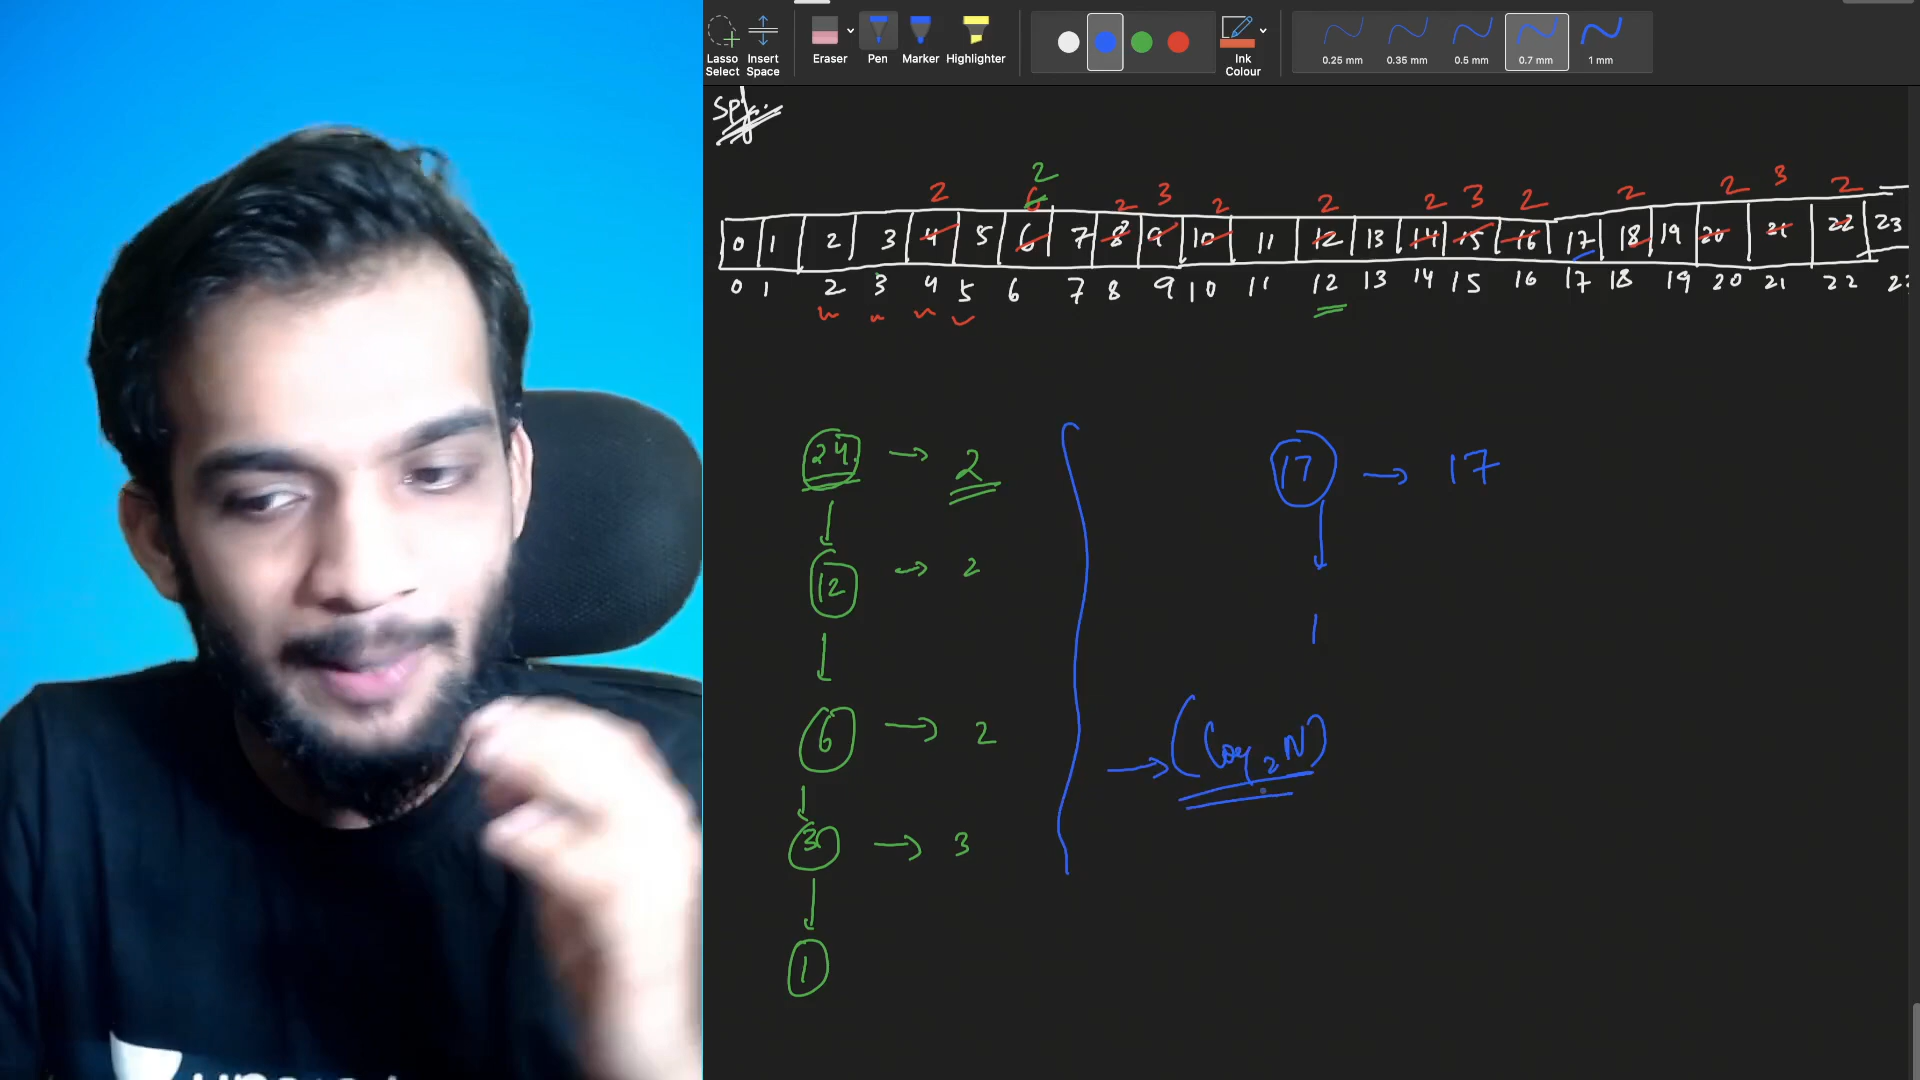 Lasso Select
Insert Space
Eraser
Pen
Marker
Highlighter
Ink Colour
0.25 mm
0.35 mm
0.5 mm
0.7 mm
1 mm
spf.
2 6 2 2 3 2 2 2 3 2 2 2 3 2
0 1 2 3 4 5 6 7 8 9 10 11 12 13 14 15 16 17 18 19 20 21 22 23
0 1 2 3 4 5 6 7 8 9 10 11 12 13 14 15 16 17 18 19 20 21 22
24 → 2
12 → 2
6 → 2
3 → 3
1
17 → 17
1
→ (log₂N)